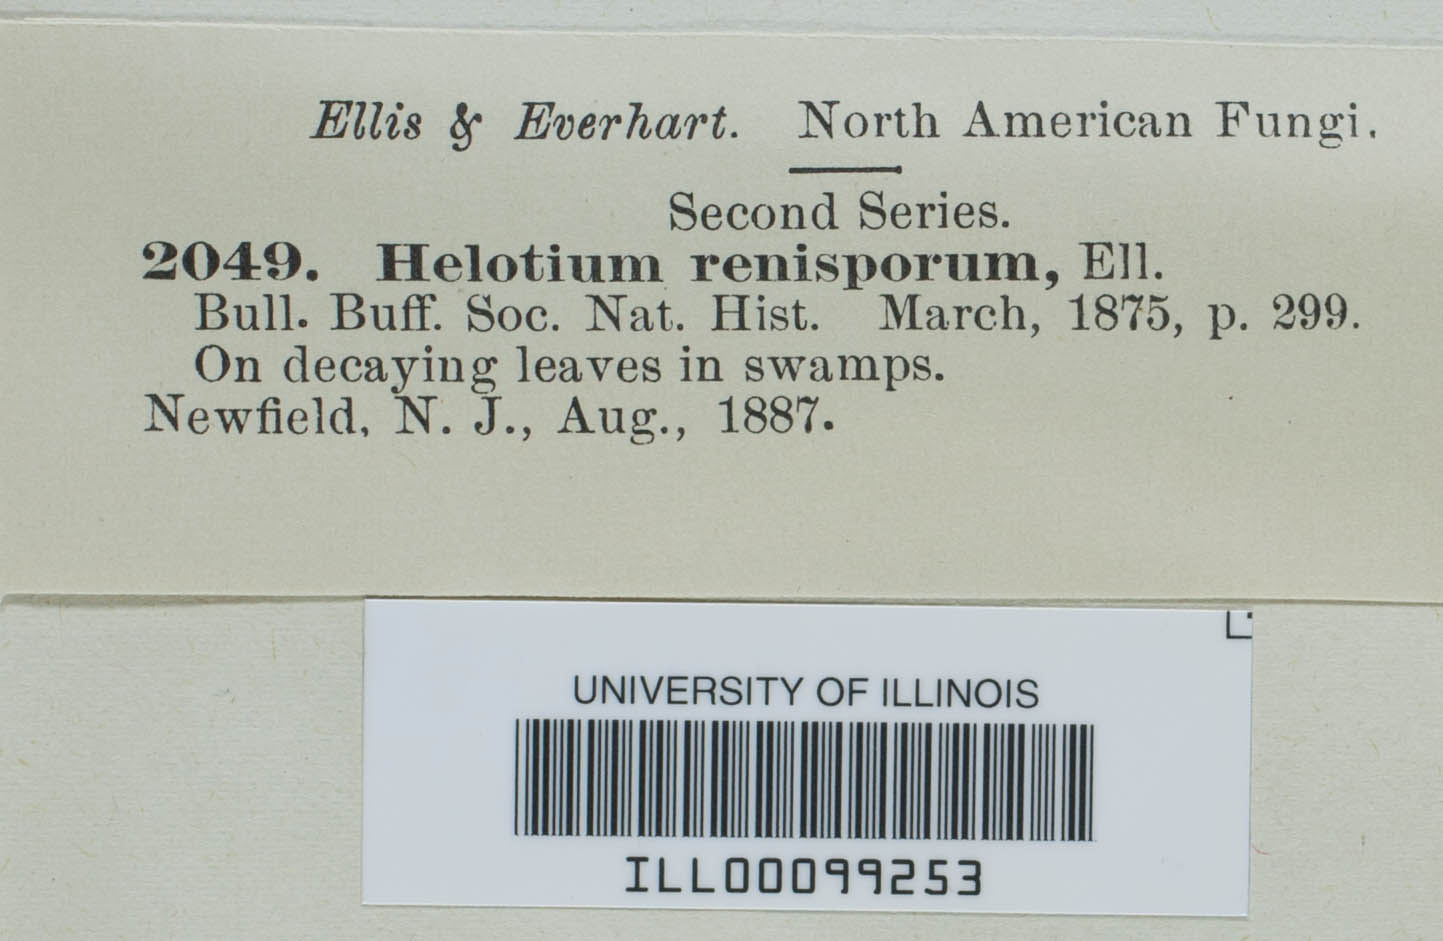 Ellis & Everhart. North American Fungi.
Second Series.
2049. Helotium renisporum, Ell.
Bull. Buff. Soc. Nat. Hist. March, 1875, p. 299.
On decaying leaves in swamps.
Newfield, N. J., Aug., 1887.
UNIVERSITY OF ILLINOIS
ILL00099253